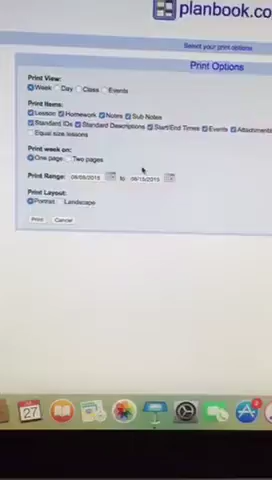 planbook.co
Select your print options
Print Options
Print View:
Week Day Class Events
Print Items:
Lesson Homework Notes Sub Notes
Standard IDs Standard Descriptions Start/End Times Events Attachments
Equal size lessons
Print week on:
One page Two pages
Print Range: to
Print Layout:
Portrait Landscape
Print Cancel
27